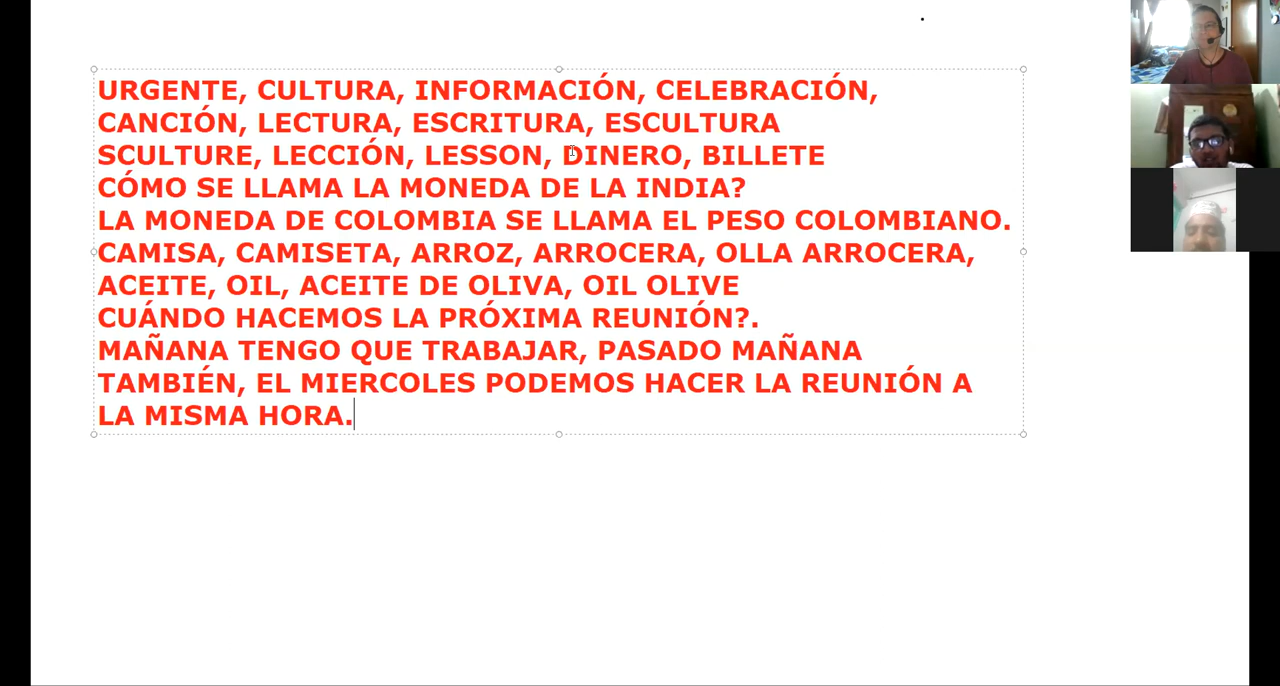 URGENTE, CULTURA, INFORMACIÓN, CELEBRACIÓN,
CANCIÓN, LECTURA, ESCRITURA, ESCULTURA
SCULTURE, LECCIÓN, LESSON, DINERO, BILLETE
CÓMO SE LLAMA LA MONEDA DE LA INDIA?
LA MONEDA DE COLOMBIA SE LLAMA EL PESO COLOMBIANO.
CAMISA, CAMISETA, ARROZ, ARROCERA, OLLA ARROCERA,
ACEITE, OIL, ACEITE DE OLIVA, OIL OLIVE
CUÁNDO HACEMOS LA PRÓXIMA REUNIÓN?.
MAÑANA TENGO QUE TRABAJAR, PASADO MAÑANA
TAMBIÉN, EL MIERCOLES PODEMOS HACER LA REUNIÓN A
LA MISMA HORA.